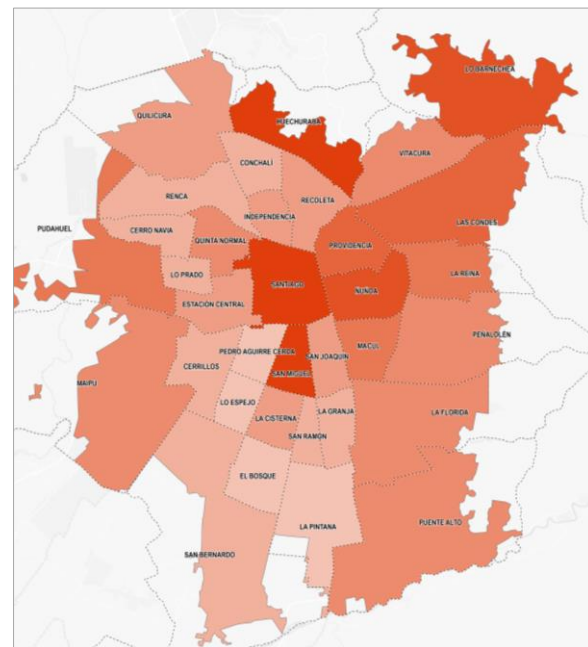 LO BARNECHEA
QUILICURA
HUECHURABA
VITACURA
CONCHALÍ
RENCA
RECOLETA
INDEPENDENCIA
LAS CONDES
PUDAHUEL
CERRO NAVIA
QUINTA NORMAL
PROVIDENCIA
LO PRADO
LA REINA
SANTIAGO
ÑUÑOA
ESTACIÓN CENTRAL
PEÑALOLÉN
MACUL
PEDRO AGUIRRE CERDA
SAN JOAQUÍN
CERRILLOS
SAN MIGUEL
MAIPÚ
LO ESPEJO
LA CISTERNA
LA GRANJA
LA FLORIDA
SAN RAMÓN
EL BOSQUE
LA PINTANA
PUENTE ALTO
SAN BERNARDO